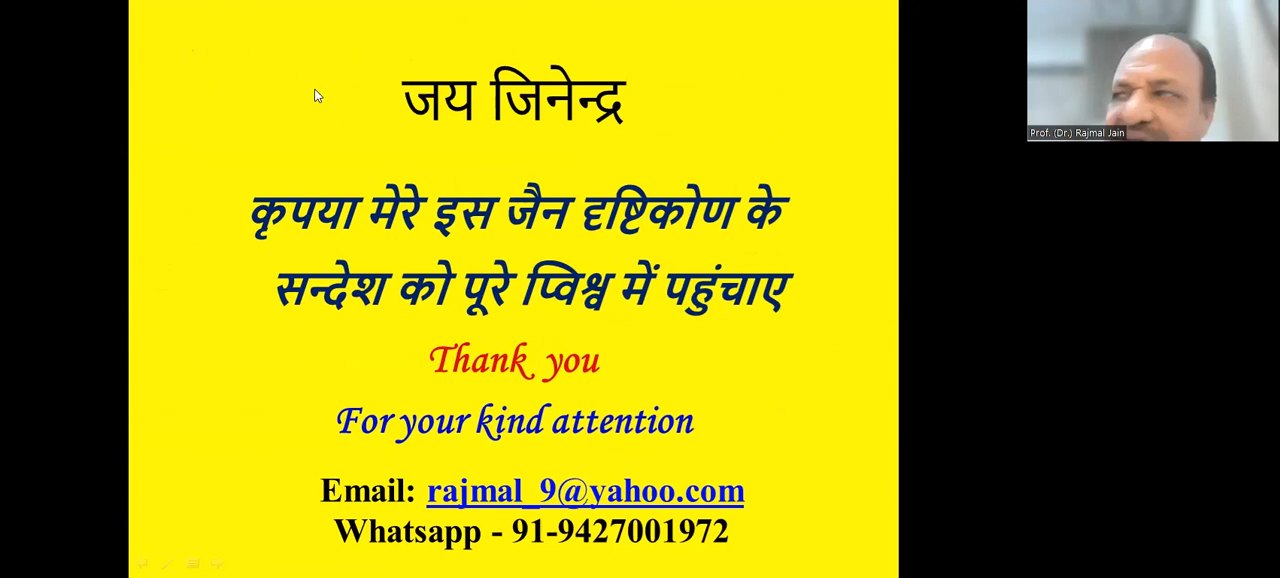 जय जिनेन्द्र
कृपया मेरे इस जैन दृष्टिकोण के
सन्देश को पूरे प्विश्व में पहुंचाए
Thank you
For your kind attention
Email: rajmal_9@yahoo.com
Whatsapp - 91-9427001972
Prof. (Dr.) Rajmal Jain